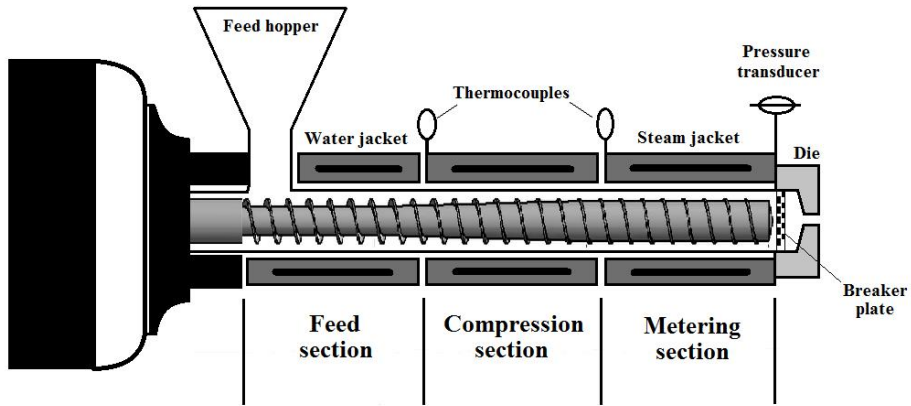 Feed hopper
Pressure
transducer
Thermocouples
Water jacket
Steam jacket
Die
Breaker
plate
Feed
section
Compression
section
Metering
section